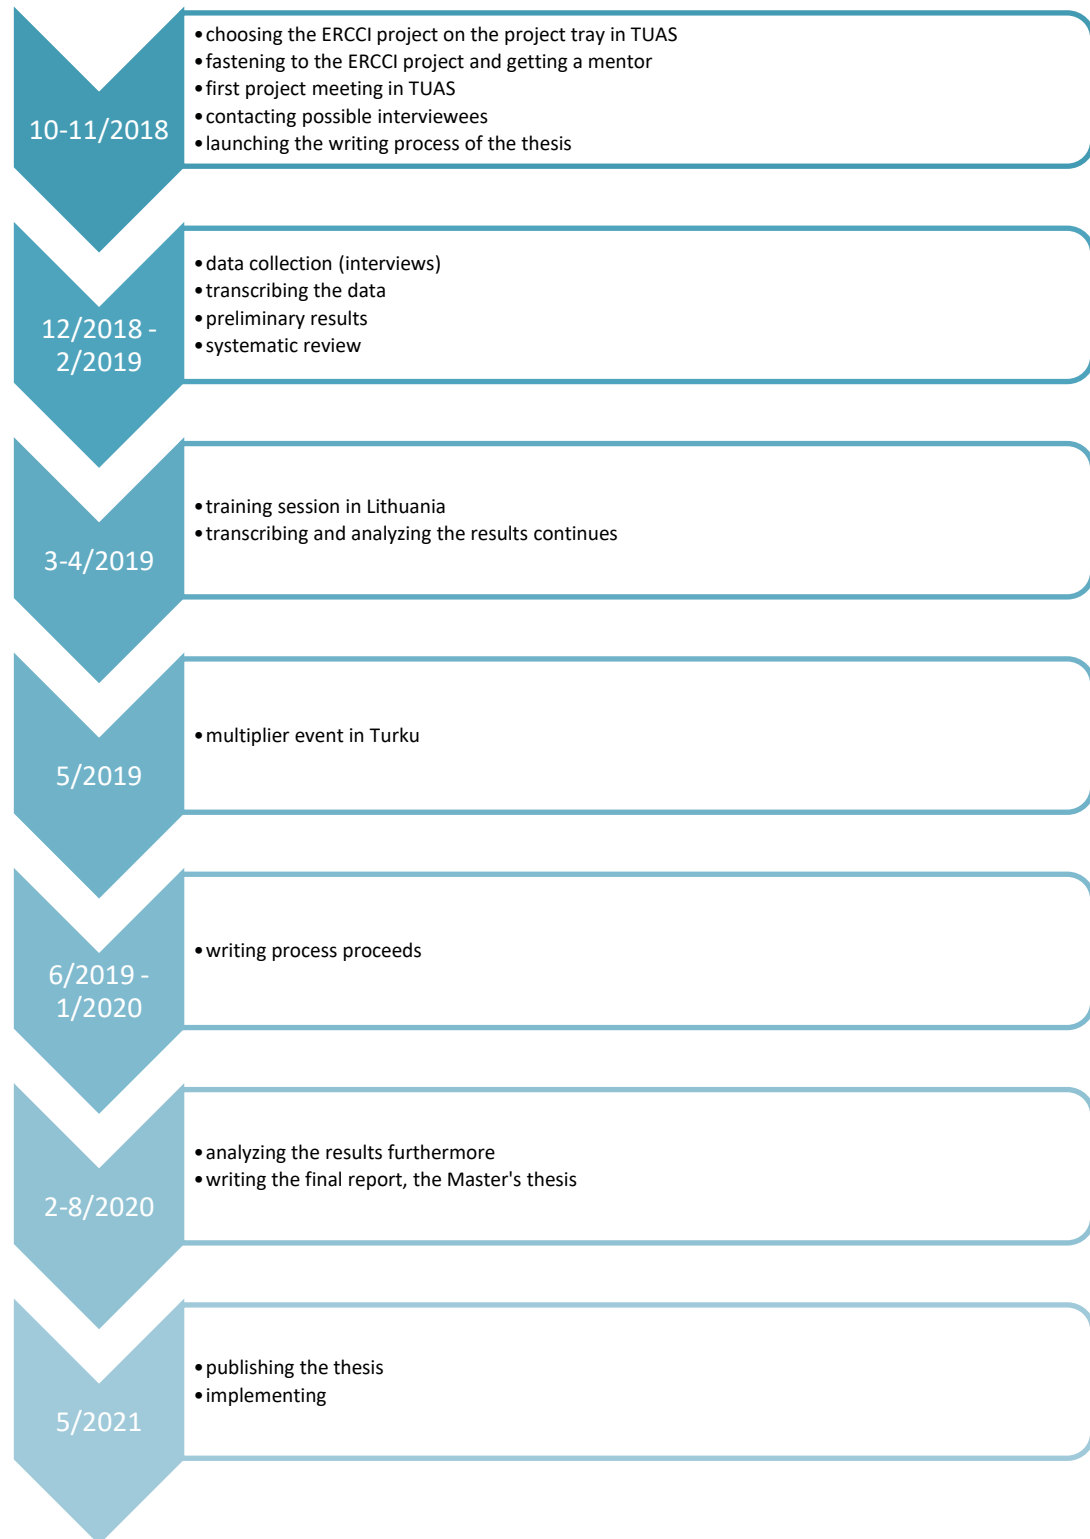 10-11/2018
•choosing the ERCCI project on the project tray in TUAS
•fastening to the ERCCI project and getting a mentor
•first project meeting in TUAS
•contacting possible interviewees
•launching the writing process of the thesis
12/2018 -
2/2019
•data collection (interviews)
•transcribing the data
•preliminary results
•systematic review
3-4/2019
•training session in Lithuania
•transcribing and analyzing the results continues
5/2019
•multiplier event in Turku
6/2019 -
1/2020
•writing process proceeds
2-8/2020
•analyzing the results furthermore
•writing the final report, the Master's thesis
5/2021
•publishing the thesis
•implementing